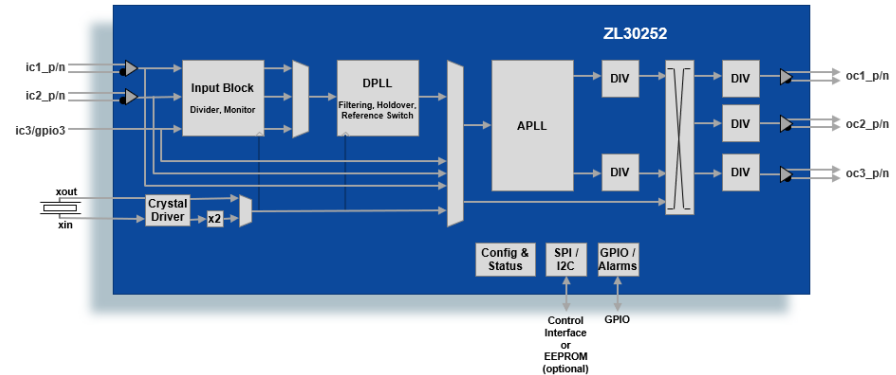 ZL30252
ic1_p/n
ic2_p/n
ic3/gpio3
Input Block
Divider, Monitor
DPLL
Filtering, Holdover,
Reference Switch
APLL
DIV
DIV
DIV
DIV
DIV
oc1_p/n
oc2_p/n
oc3_p/n
xout
xin
Crystal
Driver
x2
Config &
Status
SPI /
I2C
GPIO /
Alarms
Control
Interface
or
EEPROM
(optional)
GPIO